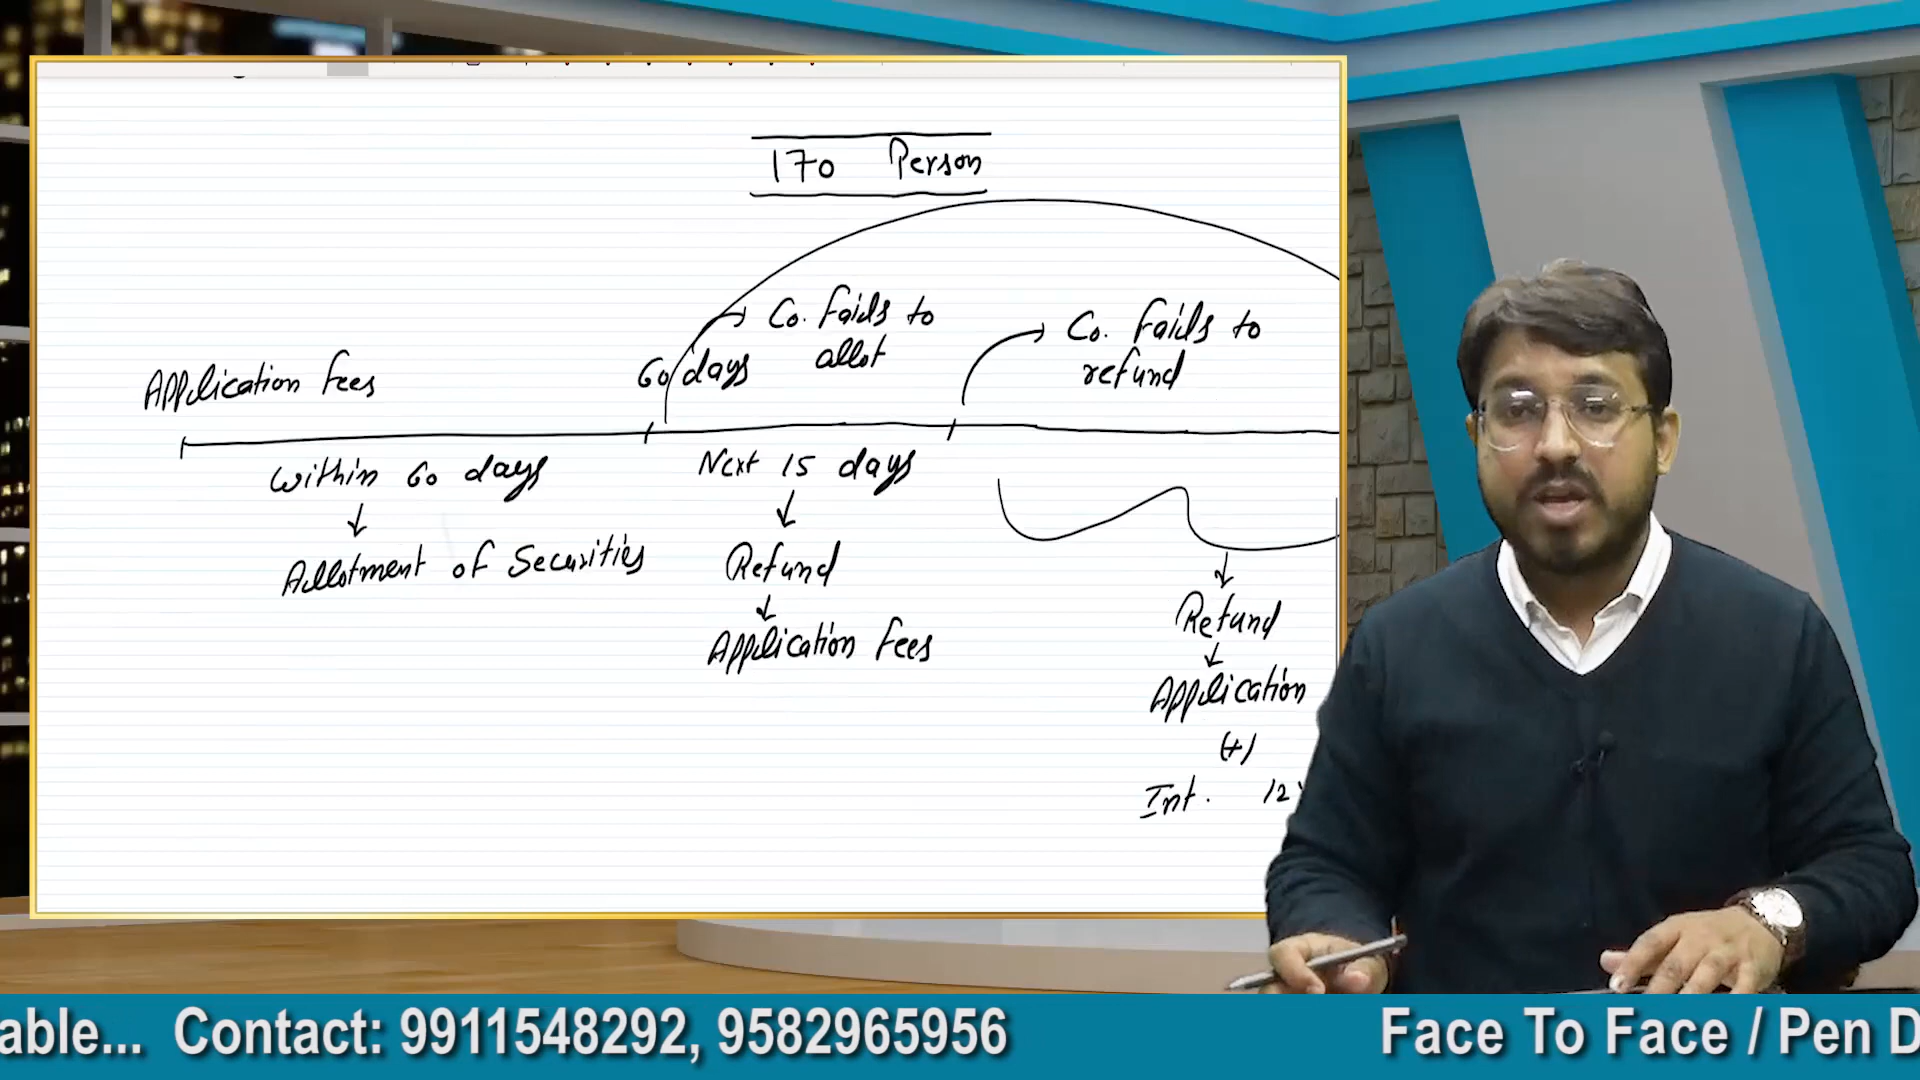 170 Person
Co. fails to
allot
Co. fails to
refund
60 days
Application fees
Within 60 days
Next 15 days
Allotment of Securities
Refund
Application fees
Refund
Application
(+)
Int. 12
able... Contact: 9911548292, 9582965956
Face To Face / Pen D